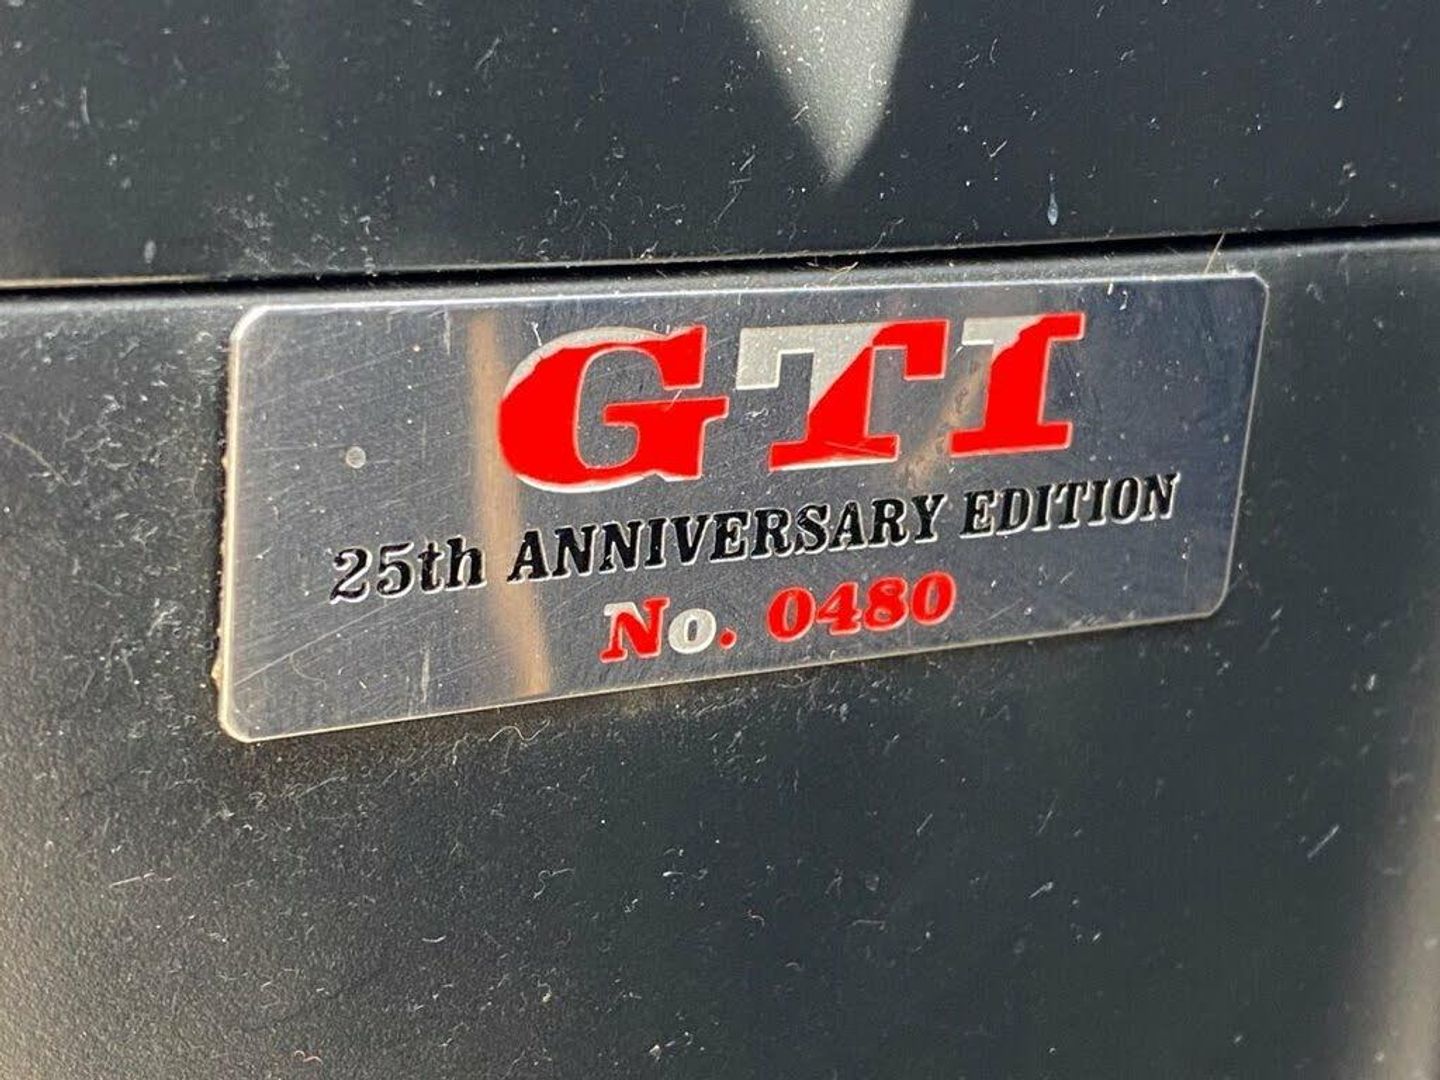 GTI
25th ANNIVERSARY EDITION
No. 0480